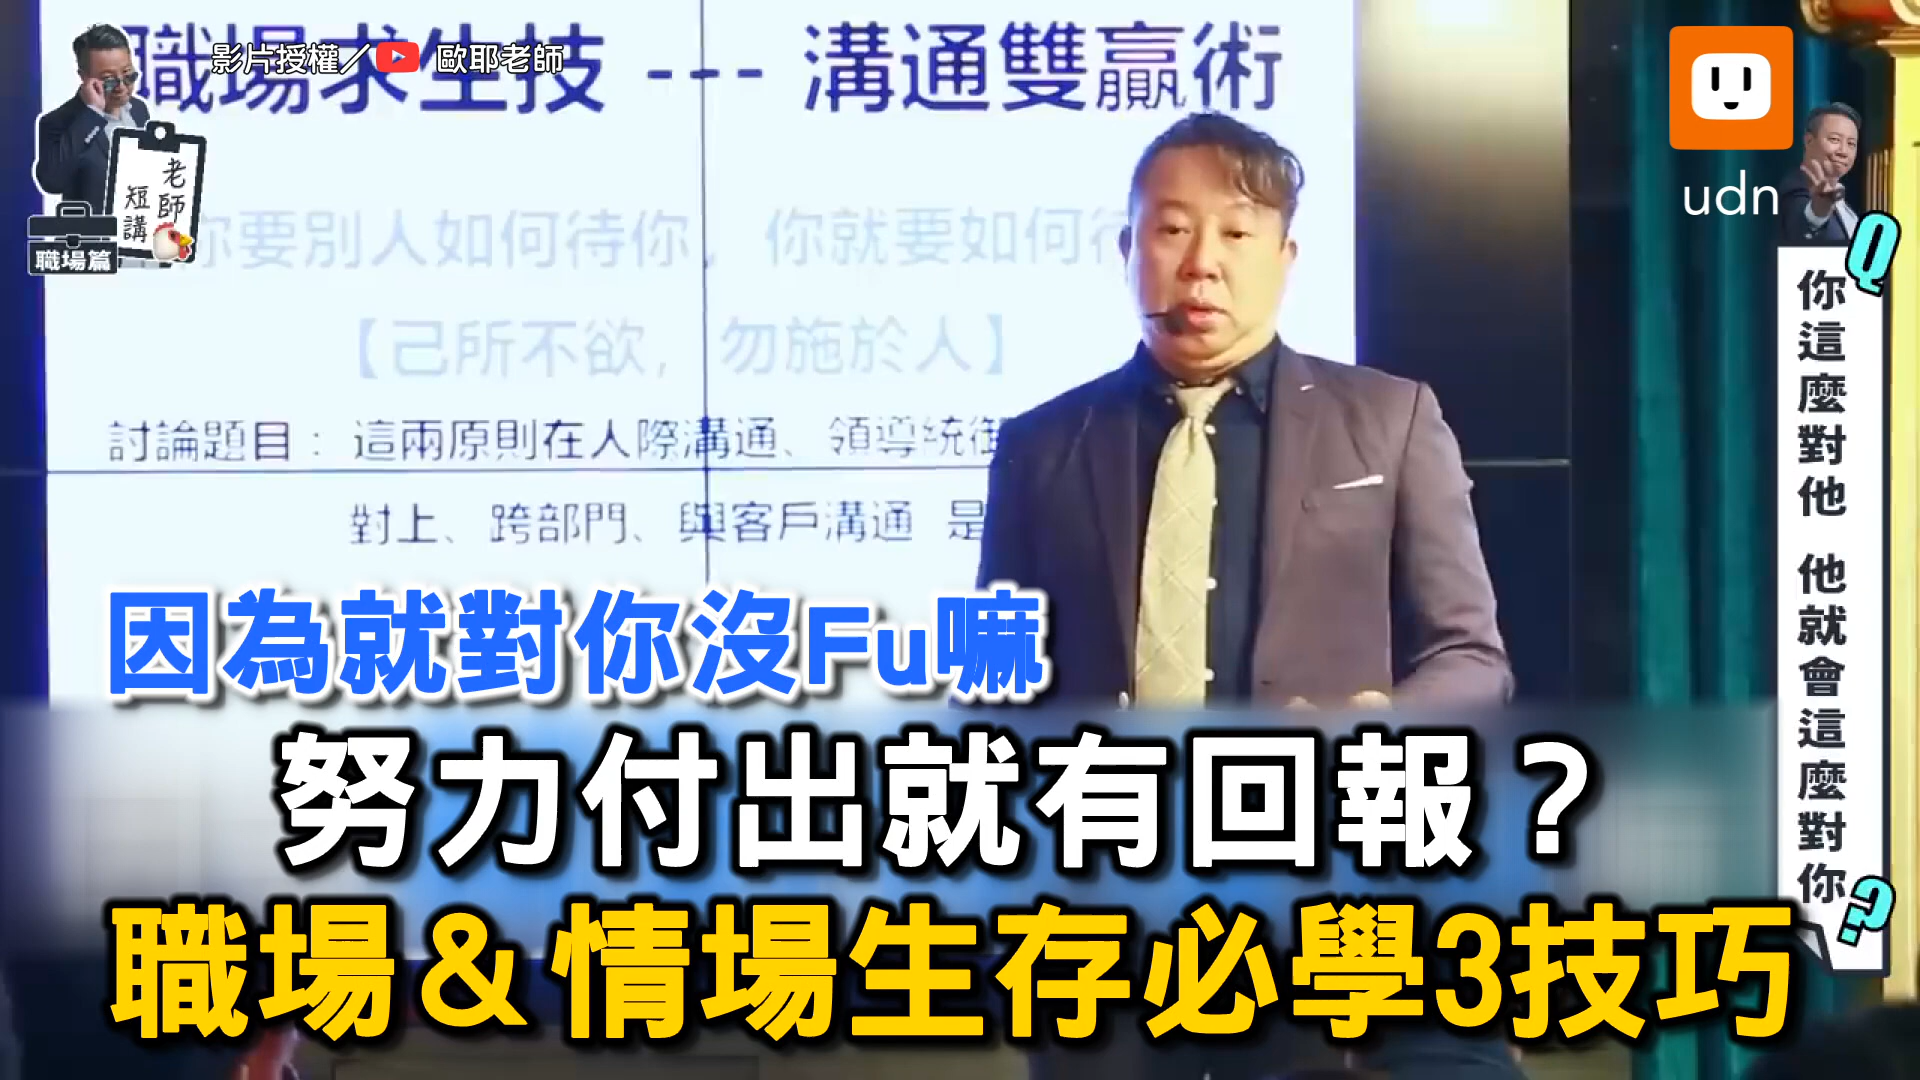 影片授權／ 歐耶老師
職場求生技 --- 溝通雙贏術
udn
老師
短講
職場篇
你要別人如何待你，你就要如何待
【己所不欲，勿施於人】
討論題目：這兩原則在人際溝通、領導統御
對上、跨部門、與客戶溝通 是
Q
你這麼對他 他就會這麼對你
?
因為就對你沒Fu嘛
努力付出就有回報？
職場＆情場生存必學3技巧